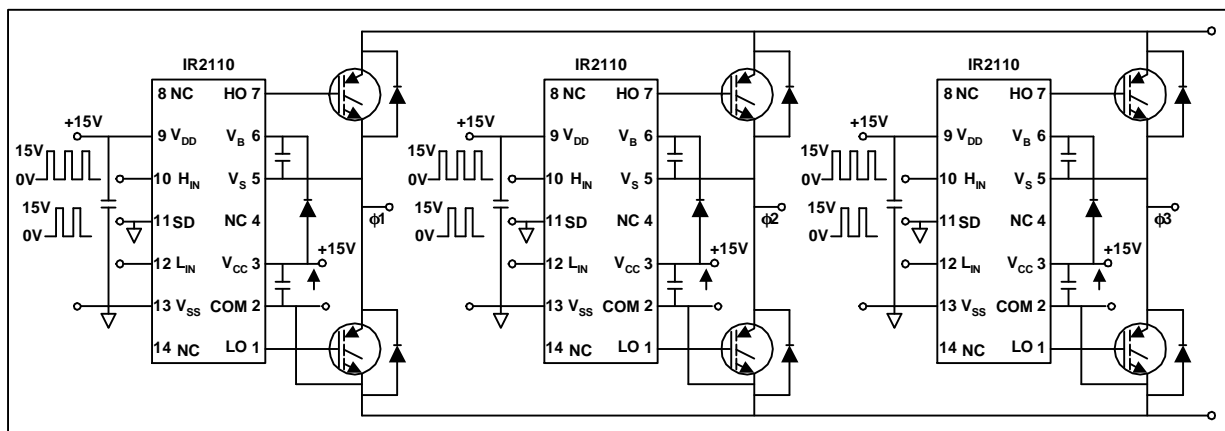 IR2110
8 NC HO 7
+15V
9 VDD VB 6
15V
0V
10 HIN VS 5
15V
0V
11 SD NC 4
ϕ1
+15V
12 LIN VCC 3
13 VSS COM 2
14 NC LO 1
IR2110
8 NC HO 7
+15V
9 VDD VB 6
15V
0V
10 HIN VS 5
15V
0V
11 SD NC 4
ϕ2
+15V
12 LIN VCC 3
13 VSS COM 2
14 NC LO 1
IR2110
8 NC HO 7
+15V
9 VDD VB 6
15V
0V
10 HIN VS 5
15V
0V
11 SD NC 4
ϕ3
+15V
12 LIN VCC 3
13 VSS COM 2
14 NC LO 1